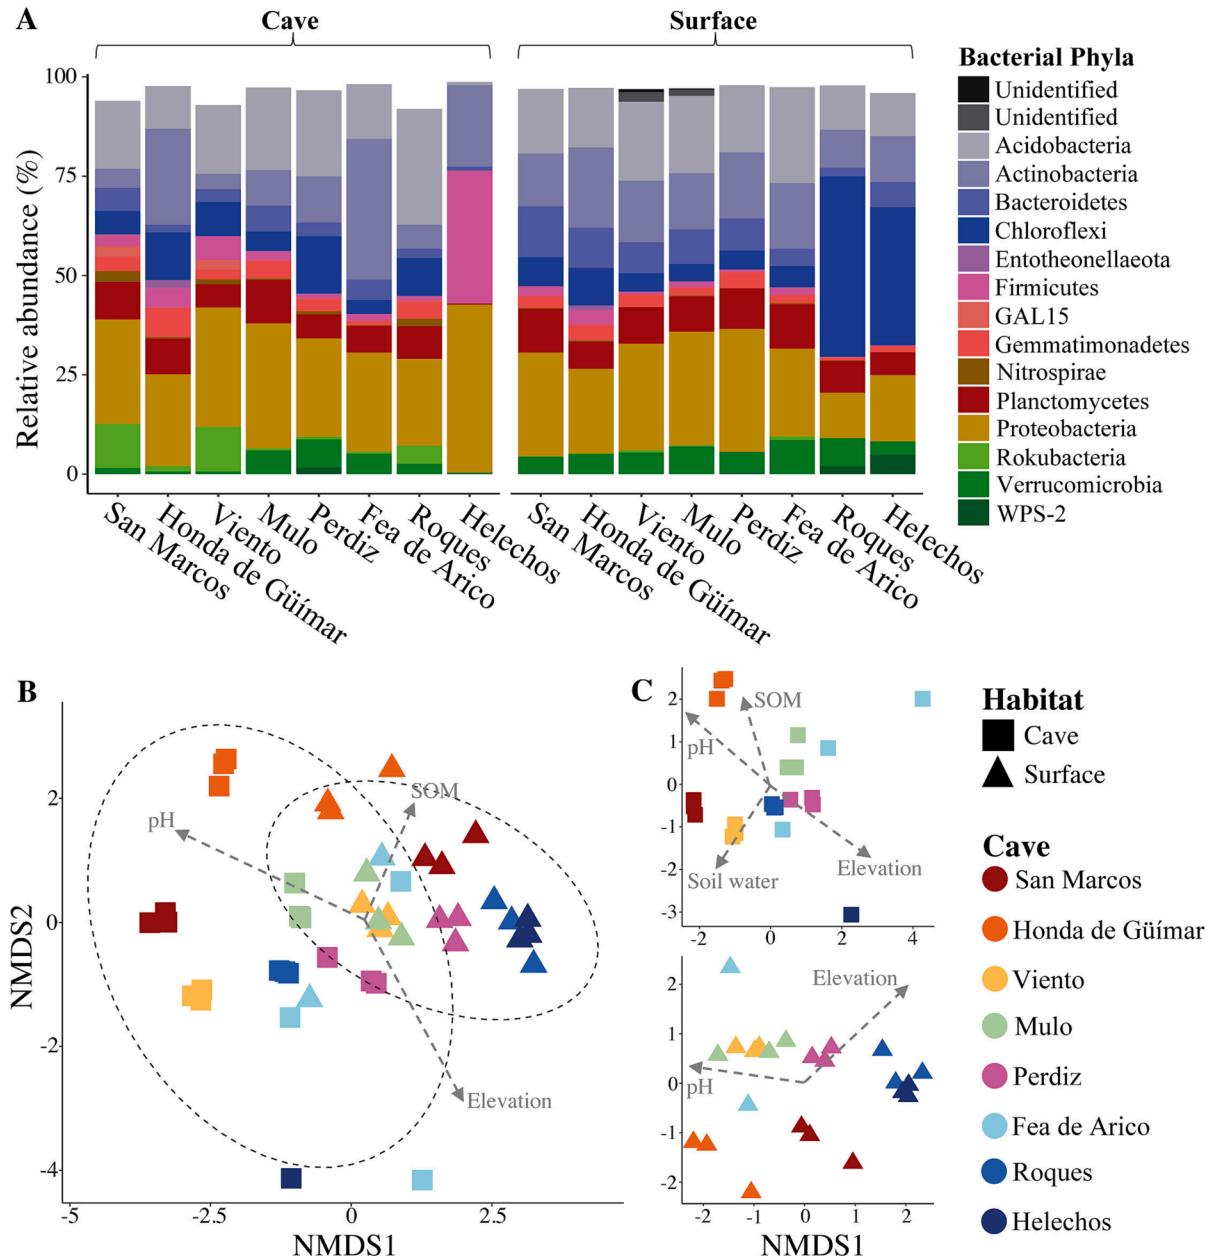 A
Cave
Surface
Relative abundance (%)
100
75
50
25
0
San Marcos
Honda de Güímar
Viento
Mulo
Perdiz
Fea de Arico
Roques
Helechos
San Marcos
Honda de Güímar
Viento
Mulo
Perdiz
Fea de Arico
Roques
Helechos
Bacterial Phyla
Unidentified
Unidentified
Acidobacteria
Actinobacteria
Bacteroidetes
Chloroflexi
Entotheonellaeota
Firmicutes
GAL15
Gemmatimonadetes
Nitrospirae
Planctomycetes
Proteobacteria
Rokubacteria
Verrucomicrobia
WPS-2
B
NMDS2
2
0
-2
-4
pH
SOM
Elevation
-5
-2.5
0
2.5
NMDS1
C
2
1
0
-1
-2
-3
SOM
pH
Soil water
Elevation
-2
0
2
4
2
1
0
-1
-2
Elevation
pH
-2
-1
0
1
2
NMDS1
Habitat
Cave
Surface
Cave
San Marcos
Honda de Güímar
Viento
Mulo
Perdiz
Fea de Arico
Roques
Helechos